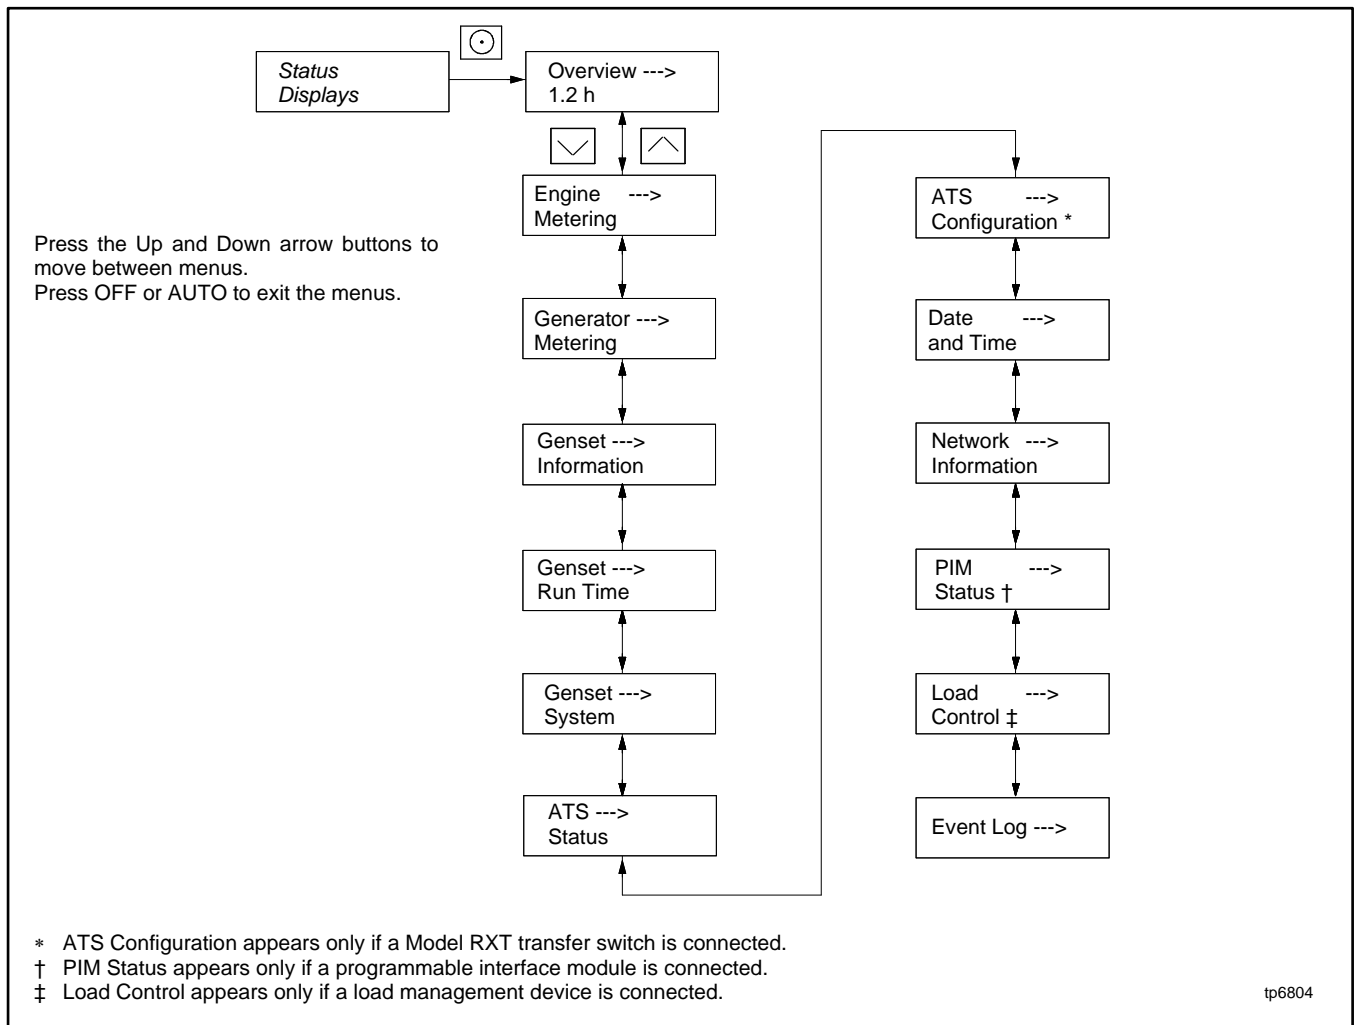 Status
Displays
Overview --->
1.2 h
Press the Up and Down arrow buttons to
move between menus.
Press OFF or AUTO to exit the menus.
Engine --->
Metering
Generator --->
Metering
Genset --->
Information
Genset --->
Run Time
Genset --->
System
ATS --->
Status
ATS --->
Configuration *
Date --->
and Time
Network --->
Information
PIM --->
Status †
Load --->
Control ‡
Event Log --->
* ATS Configuration appears only if a Model RXT transfer switch is connected.
† PIM Status appears only if a programmable interface module is connected.
‡ Load Control appears only if a load management device is connected.
tp6804